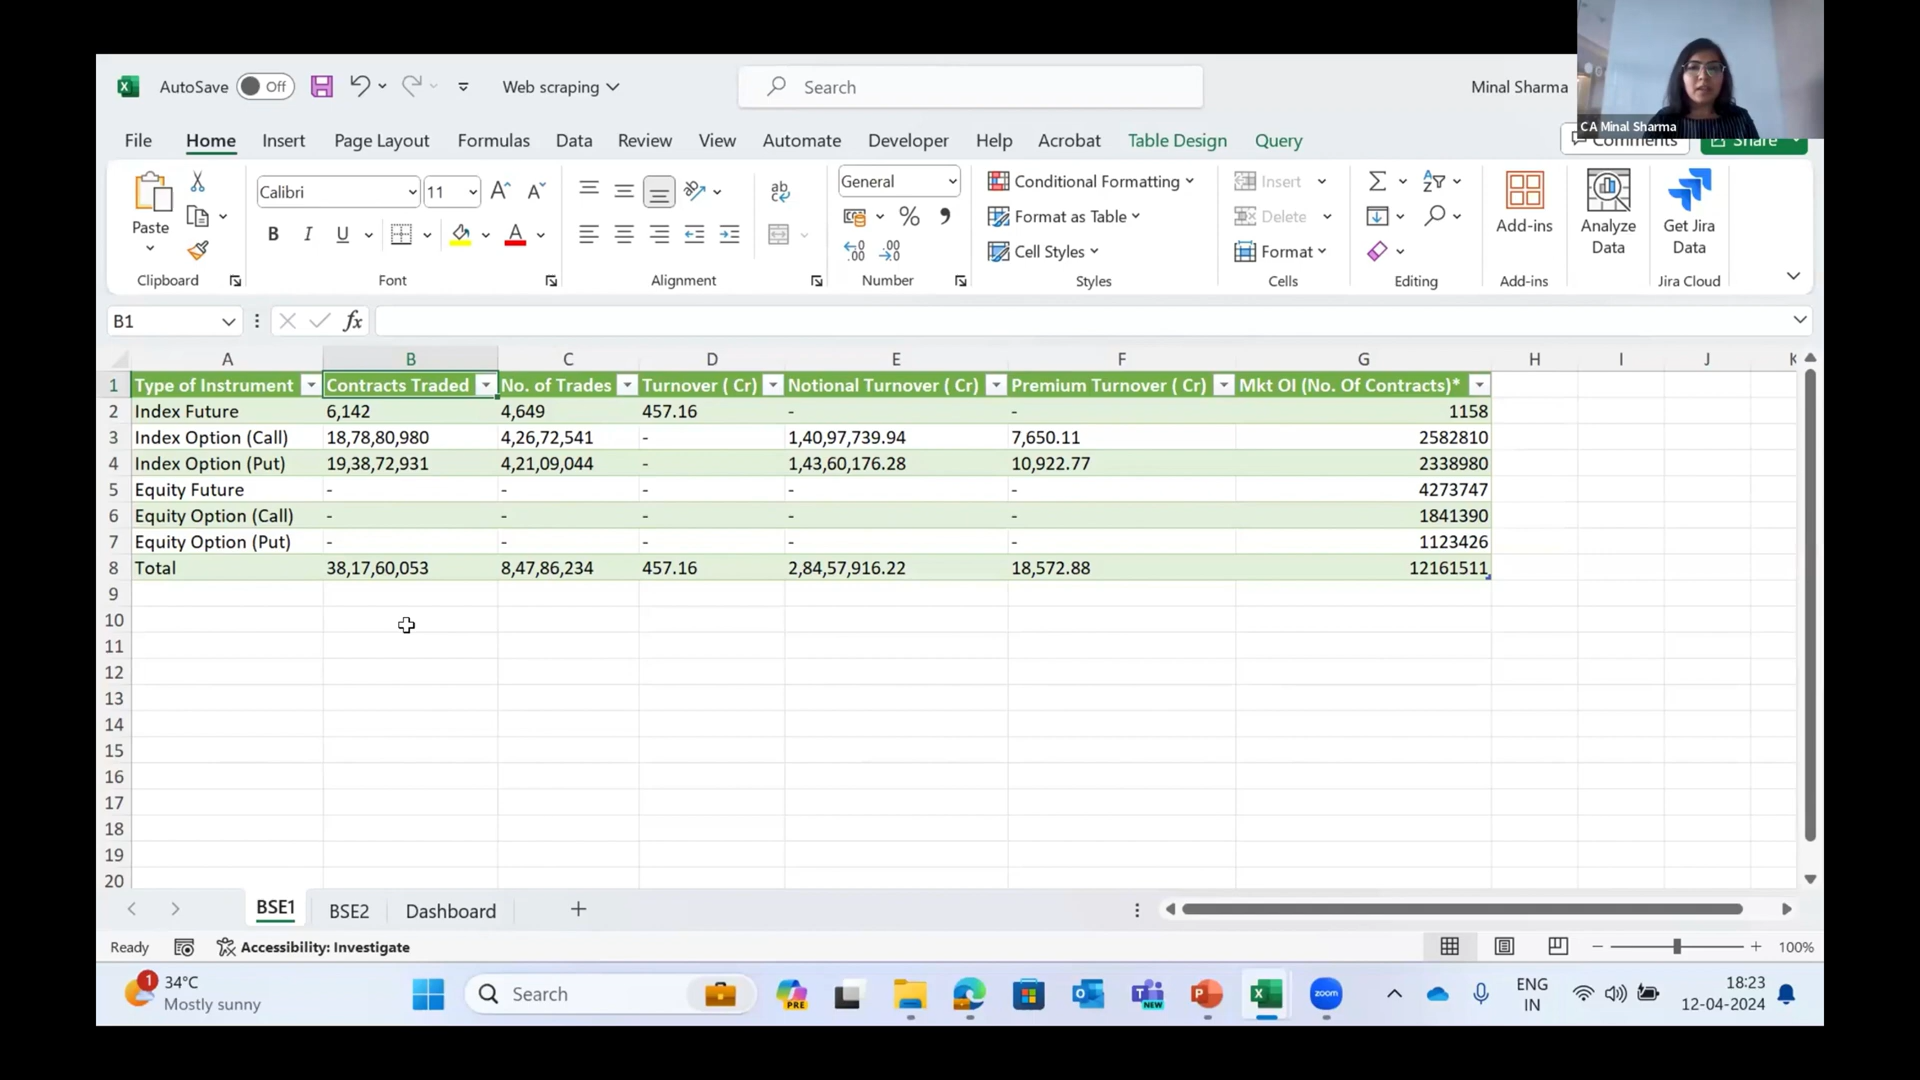 AutoSave Off Web scraping Search Minal Sharma
CA Minal Sharma
File Home Insert Page Layout Formulas Data Review View Automate Developer Help Acrobat Table Design Query Comments Share
Paste
Clipboard
Calibri 11
B I U
Font
ab
Alignment
General
Number
Conditional Formatting
Format as Table
Cell Styles
Styles
Insert
Delete
Format
Cells
Editing
Add-ins
Add-ins
Analyze
Data
Get Jira
Data
Jira Cloud
B1 fx
A B C D E F G H I J K
1 Type of Instrument Contracts Traded No. of Trades Turnover ( Cr) Notional Turnover ( Cr) Premium Turnover ( Cr) Mkt OI (No. Of Contracts)*
2 Index Future 6,142 4,649 457.16 - - 1158
3 Index Option (Call) 18,78,80,980 4,26,72,541 - 1,40,97,739.94 7,650.11 2582810
4 Index Option (Put) 19,38,72,931 4,21,09,044 - 1,43,60,176.28 10,922.77 2338980
5 Equity Future - - - - - 4273747
6 Equity Option (Call) - - - - - 1841390
7 Equity Option (Put) - - - - - 1123426
8 Total 38,17,60,053 8,47,86,234 457.16 2,84,57,916.22 18,572.88 12161511
9
10
11
12
13
14
15
16
17
18
19
20
BSE1 BSE2 Dashboard
Ready Accessibility: Investigate 100%
1 34°C
Mostly sunny
Search
PRE
NEW
zoom
ENG
IN
18:23
12-04-2024